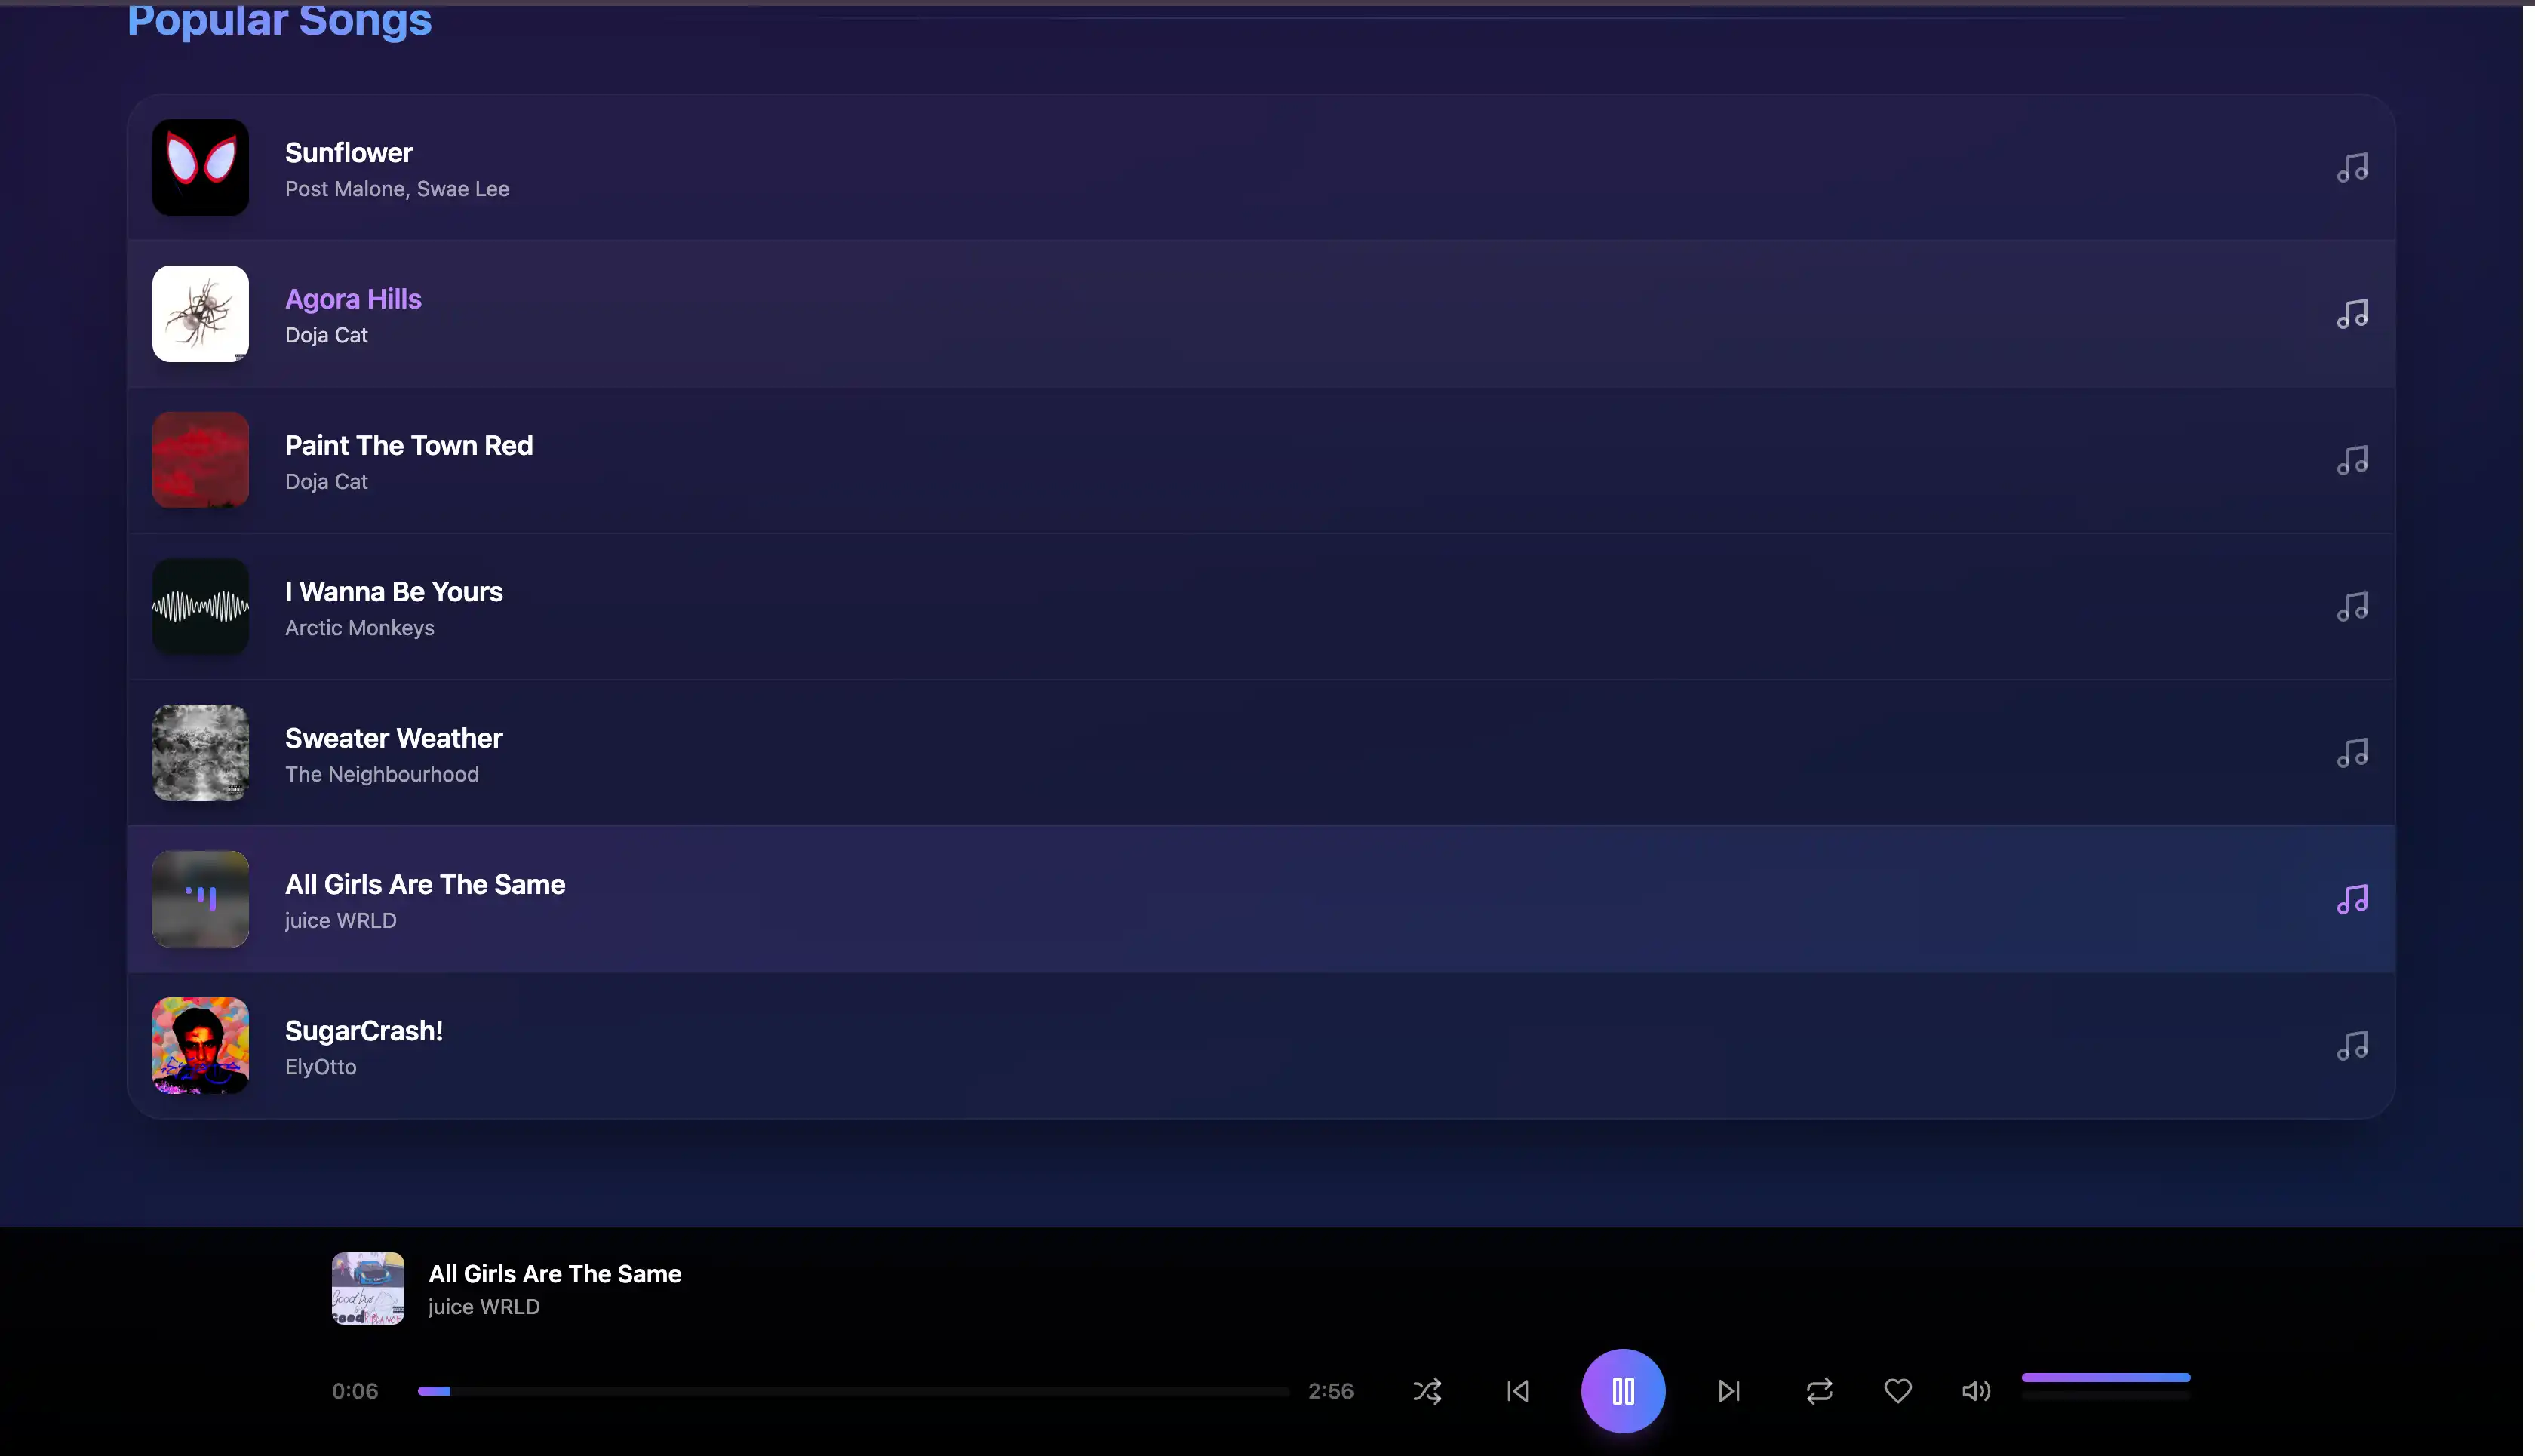 Popular Songs
Sunflower
Post Malone, Swae Lee
Agora Hills
Doja Cat
Paint The Town Red
Doja Cat
I Wanna Be Yours
Arctic Monkeys
Sweater Weather
The Neighbourhood
All Girls Are The Same
juice WRLD
SugarCrash!
ElyOtto
All Girls Are The Same
juice WRLD
0:06
2:56